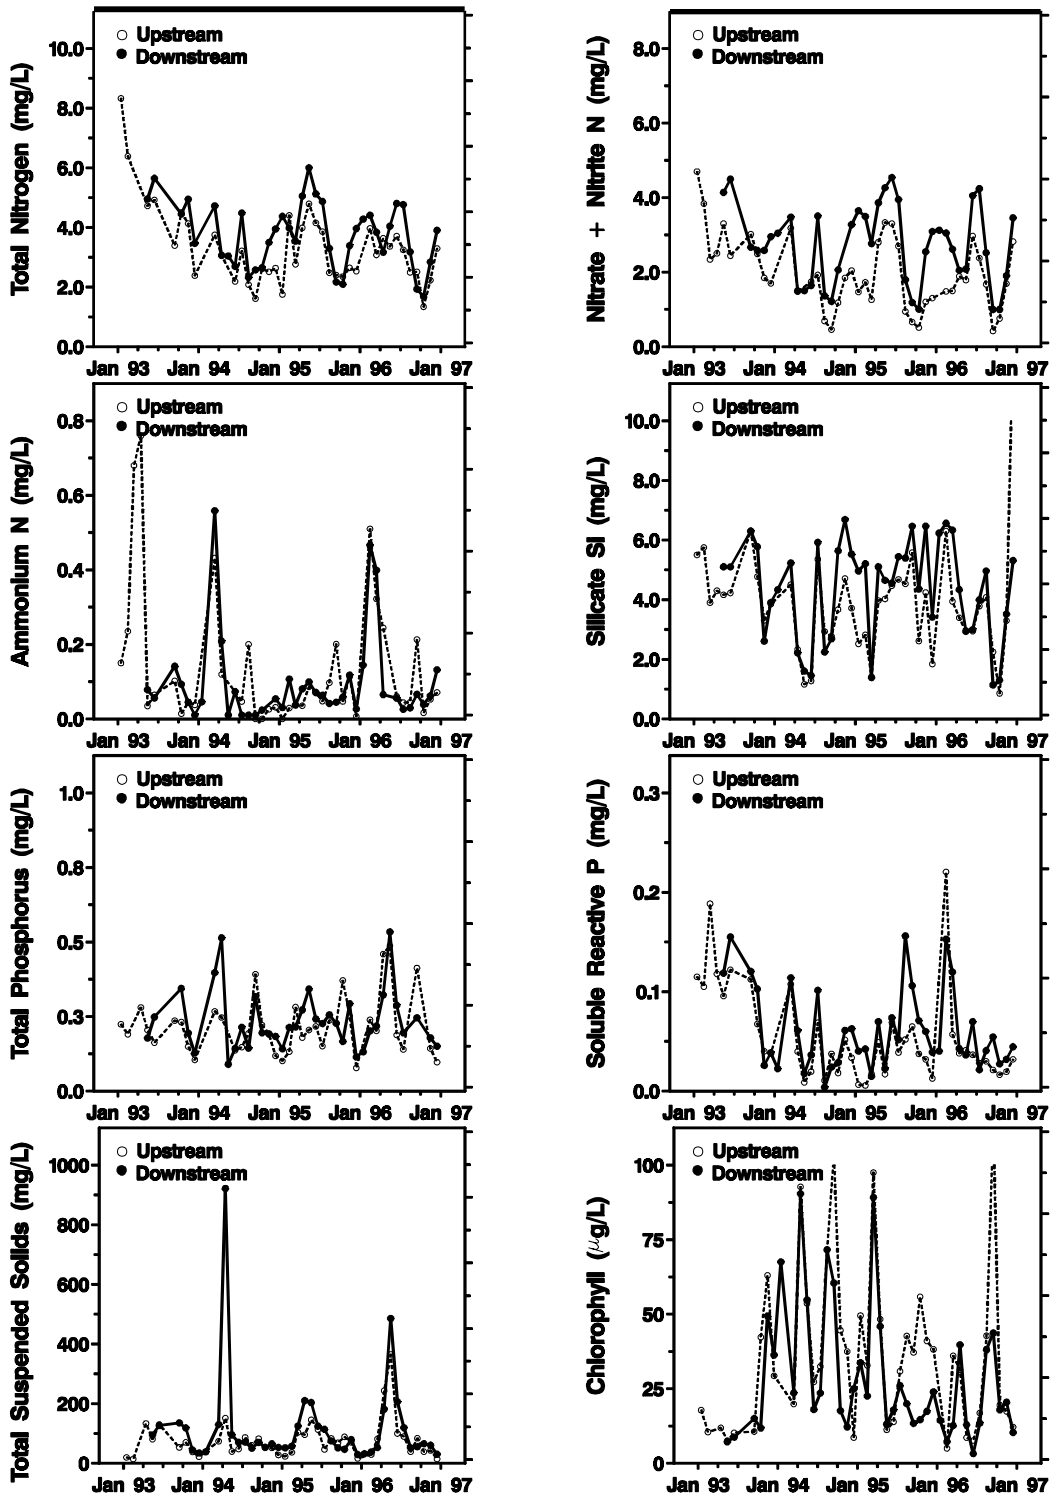 Total Nitrogen (mg/L)
Upstream
Downstream
10.0
8.0
6.0
4.0
2.0
0.0
Jan 93 Jan 94 Jan 95 Jan 96 Jan 97
Nitrate + Nitrite N (mg/L)
Upstream
Downstream
8.0
6.0
4.0
2.0
0.0
Jan 93 Jan 94 Jan 95 Jan 96 Jan 97
Ammonium N (mg/L)
Upstream
Downstream
0.8
0.6
0.4
0.2
0.0
Jan 93 Jan 94 Jan 95 Jan 96 Jan 97
Silicate Si (mg/L)
Upstream
Downstream
10.0
8.0
6.0
4.0
2.0
0.0
Jan 93 Jan 94 Jan 95 Jan 96 Jan 97
Total Phosphorus (mg/L)
Upstream
Downstream
1.0
0.8
0.5
0.3
0.0
Jan 93 Jan 94 Jan 95 Jan 96 Jan 97
Soluble Reactive P (mg/L)
Upstream
Downstream
0.3
0.2
0.1
0.0
Jan 93 Jan 94 Jan 95 Jan 96 Jan 97
Total Suspended Solids (mg/L)
Upstream
Downstream
1000
800
600
400
200
0
Jan 93 Jan 94 Jan 95 Jan 96 Jan 97
Chlorophyll (μg/L)
Upstream
Downstream
100
75
50
25
0
Jan 93 Jan 94 Jan 95 Jan 96 Jan 97